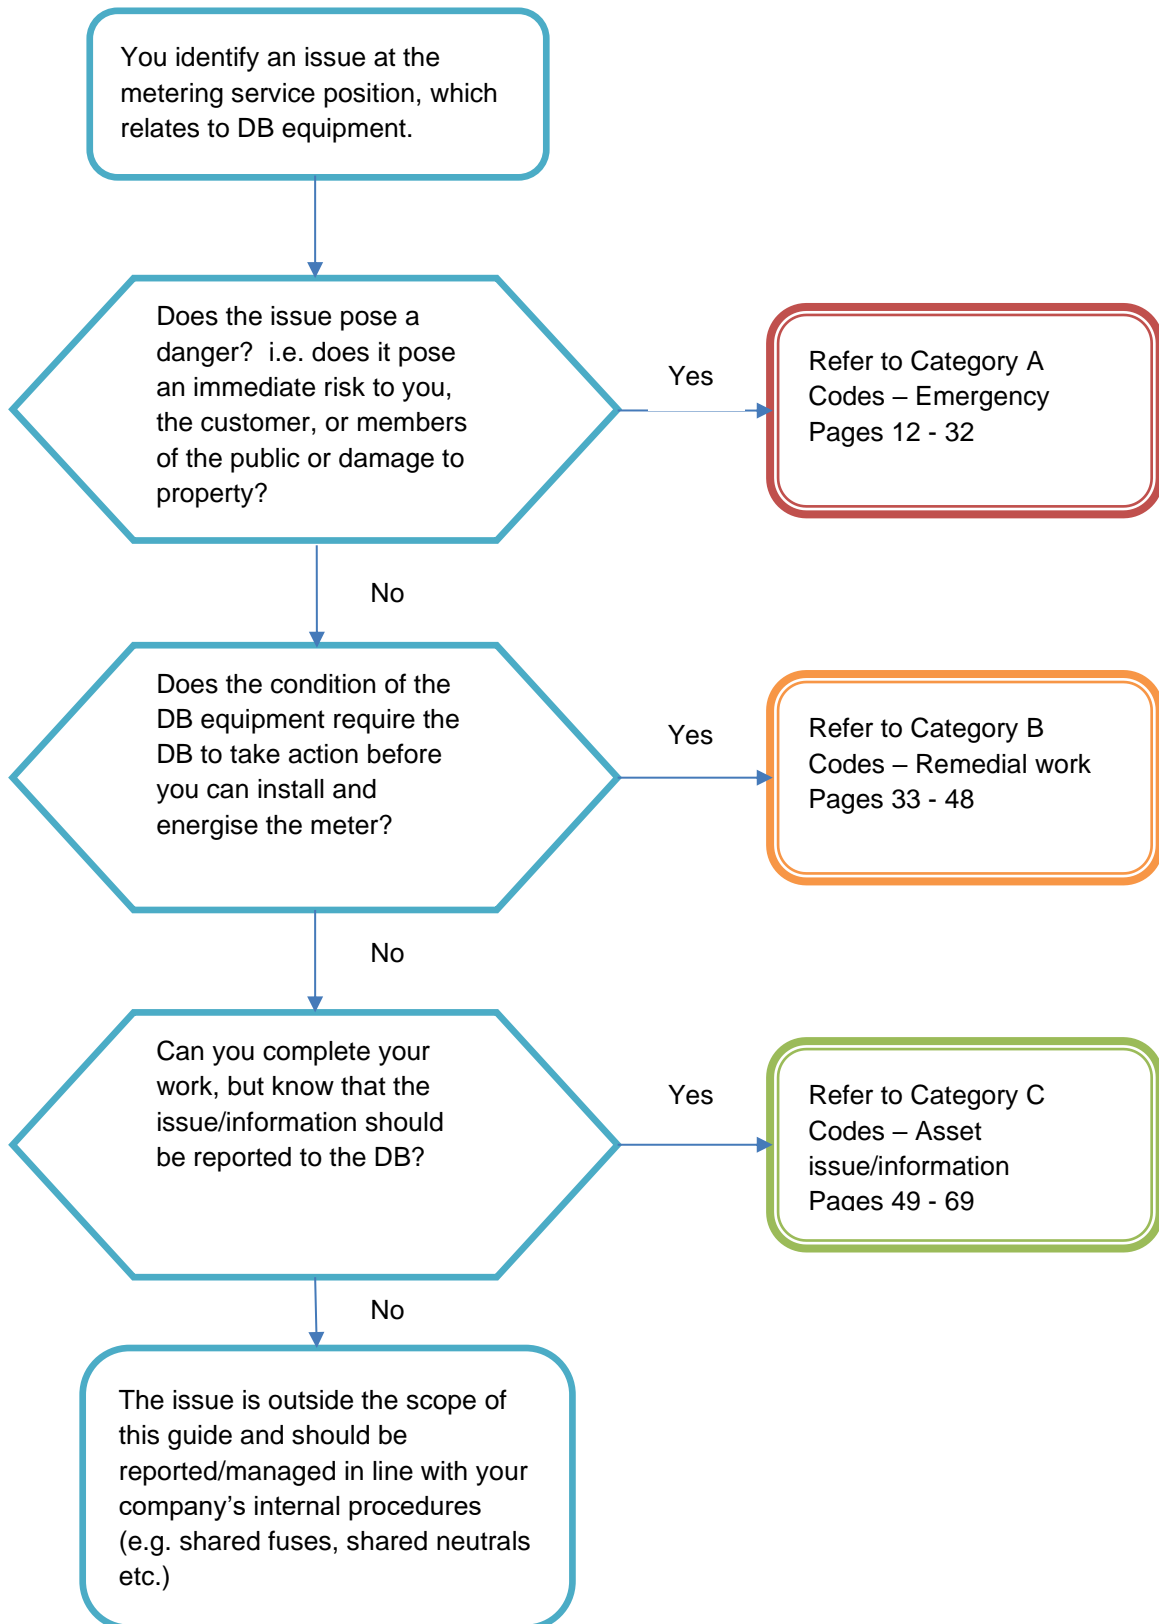 You identify an issue at the
metering service position, which
relates to DB equipment.
Does the issue pose a
danger?  i.e. does it pose
an immediate risk to you,
the customer, or members
of the public or damage to
property?
Yes
Refer to Category A
Codes – Emergency
Pages 12 - 32
No
Does the condition of the
DB equipment require the
DB to take action before
you can install and
energise the meter?
Yes
Refer to Category B
Codes – Remedial work
Pages 33 - 48
No
Can you complete your
work, but know that the
issue/information should
be reported to the DB?
Yes
Refer to Category C
Codes – Asset
issue/information
Pages 49 - 69
No
The issue is outside the scope of
this guide and should be
reported/managed in line with your
company’s internal procedures
(e.g. shared fuses, shared neutrals
etc.)